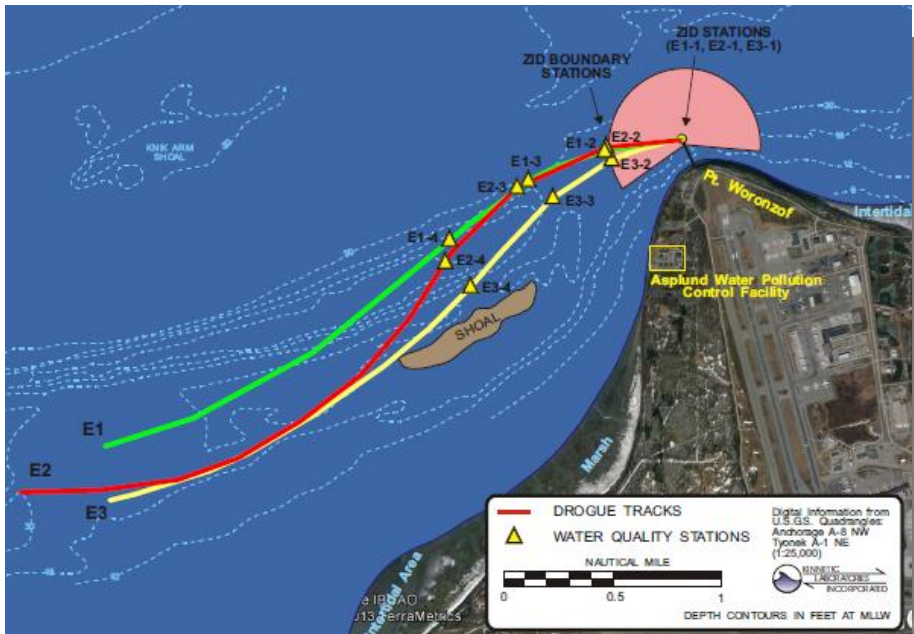 ZID STATIONS
(E1-1, E2-1, E3-1)
ZID BOUNDARY
STATIONS
KNIK ARM
SHOAL
E2-2
E1-2
E3-2
E1-3
E2-3
E3-3
E1-4
E2-4
E3-4
Pt. Woronzof
Intertidal
Asplund Water Pollution
Control Facility
SHOAL
E1
E2
E3
Marsh
Intertidal Area
DROGUE TRACKS
WATER QUALITY STATIONS
NAUTICAL MILE
0 0.5 1
Digital Information from
U.S.G.S. Quadrangles:
Anchorage A-8 NW
Tyonek A-1 NE
(1:25,000)
KINNETIC
LABORATORIES
INCORPORATED
DEPTH CONTOURS IN FEET AT MLLW